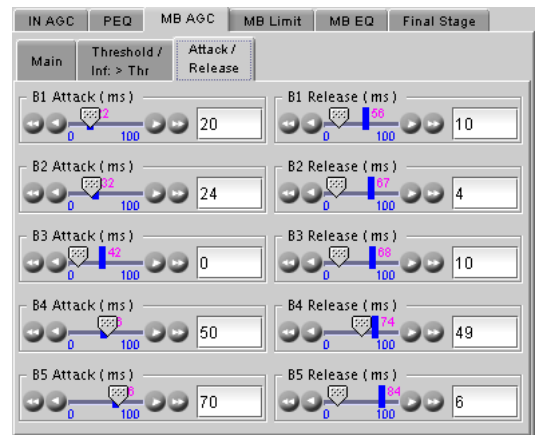 IN AGC PEQ MB AGC MB Limit MB EQ Final Stage
Main Threshold / Inf: > Thr Attack / Release
B1 Attack ( ms ) B1 Release ( ms )
56
0 100 20 0 100 10
B2 Attack ( ms ) B2 Release ( ms )
32 67
0 100 24 0 100 4
B3 Attack ( ms ) B3 Release ( ms )
42 68
0 100 0 0 100 10
B4 Attack ( ms ) B4 Release ( ms )
74
0 100 50 0 100 49
B5 Attack ( ms ) B5 Release ( ms )
84
0 100 70 0 100 6